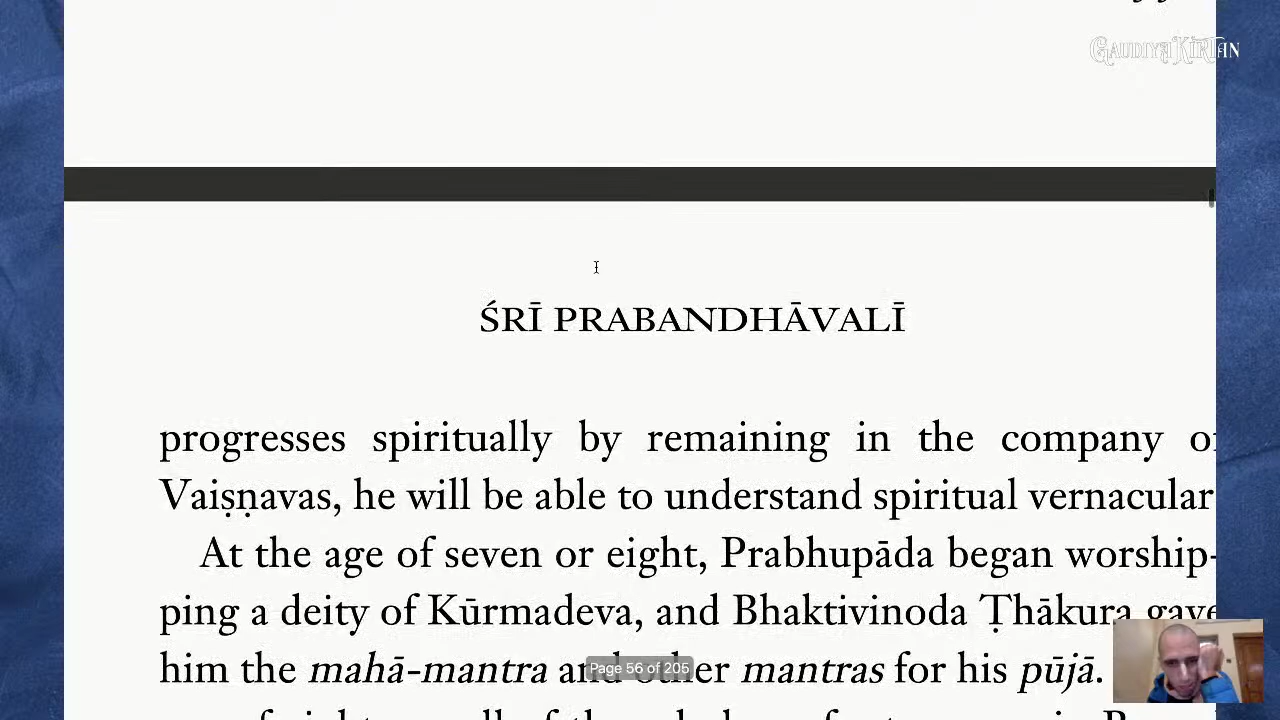 GAUDIYA KIRTAN
ŚRĪ PRABANDHĀVALĪ
progresses spiritually by remaining in the company
Vaiṣṇavas, he will be able to understand spiritual vernacular
At the age of seven or eight, Prabhupāda began worship-
ping a deity of Kūrmadeva, and Bhaktivinoda Ṭhākura gave
him the mahā-mantra and other mantras for his pūjā.
Page 56 of 205